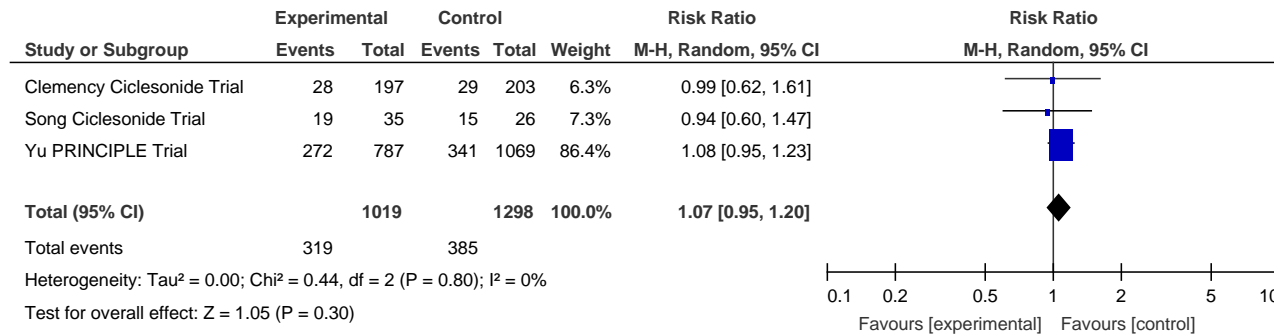 Experimental Control Risk Ratio Risk Ratio
Study or Subgroup Events Total Events Total Weight M-H, Random, 95% CI M-H, Random, 95% CI
Clemency Ciclesonide Trial 28 197 29 203 6.3% 0.99 [0.62, 1.61]
Song Ciclesonide Trial 19 35 15 26 7.3% 0.94 [0.60, 1.47]
Yu PRINCIPLE Trial 272 787 341 1069 86.4% 1.08 [0.95, 1.23]
Total (95% CI) 1019 1298 100.0% 1.07 [0.95, 1.20]
Total events 319 385
Heterogeneity: Tau² = 0.00; Chi² = 0.44, df = 2 (P = 0.80); I² = 0%
Test for overall effect: Z = 1.05 (P = 0.30)
0.1 0.2 0.5 1 2 5 10
Favours [experimental] Favours [control]